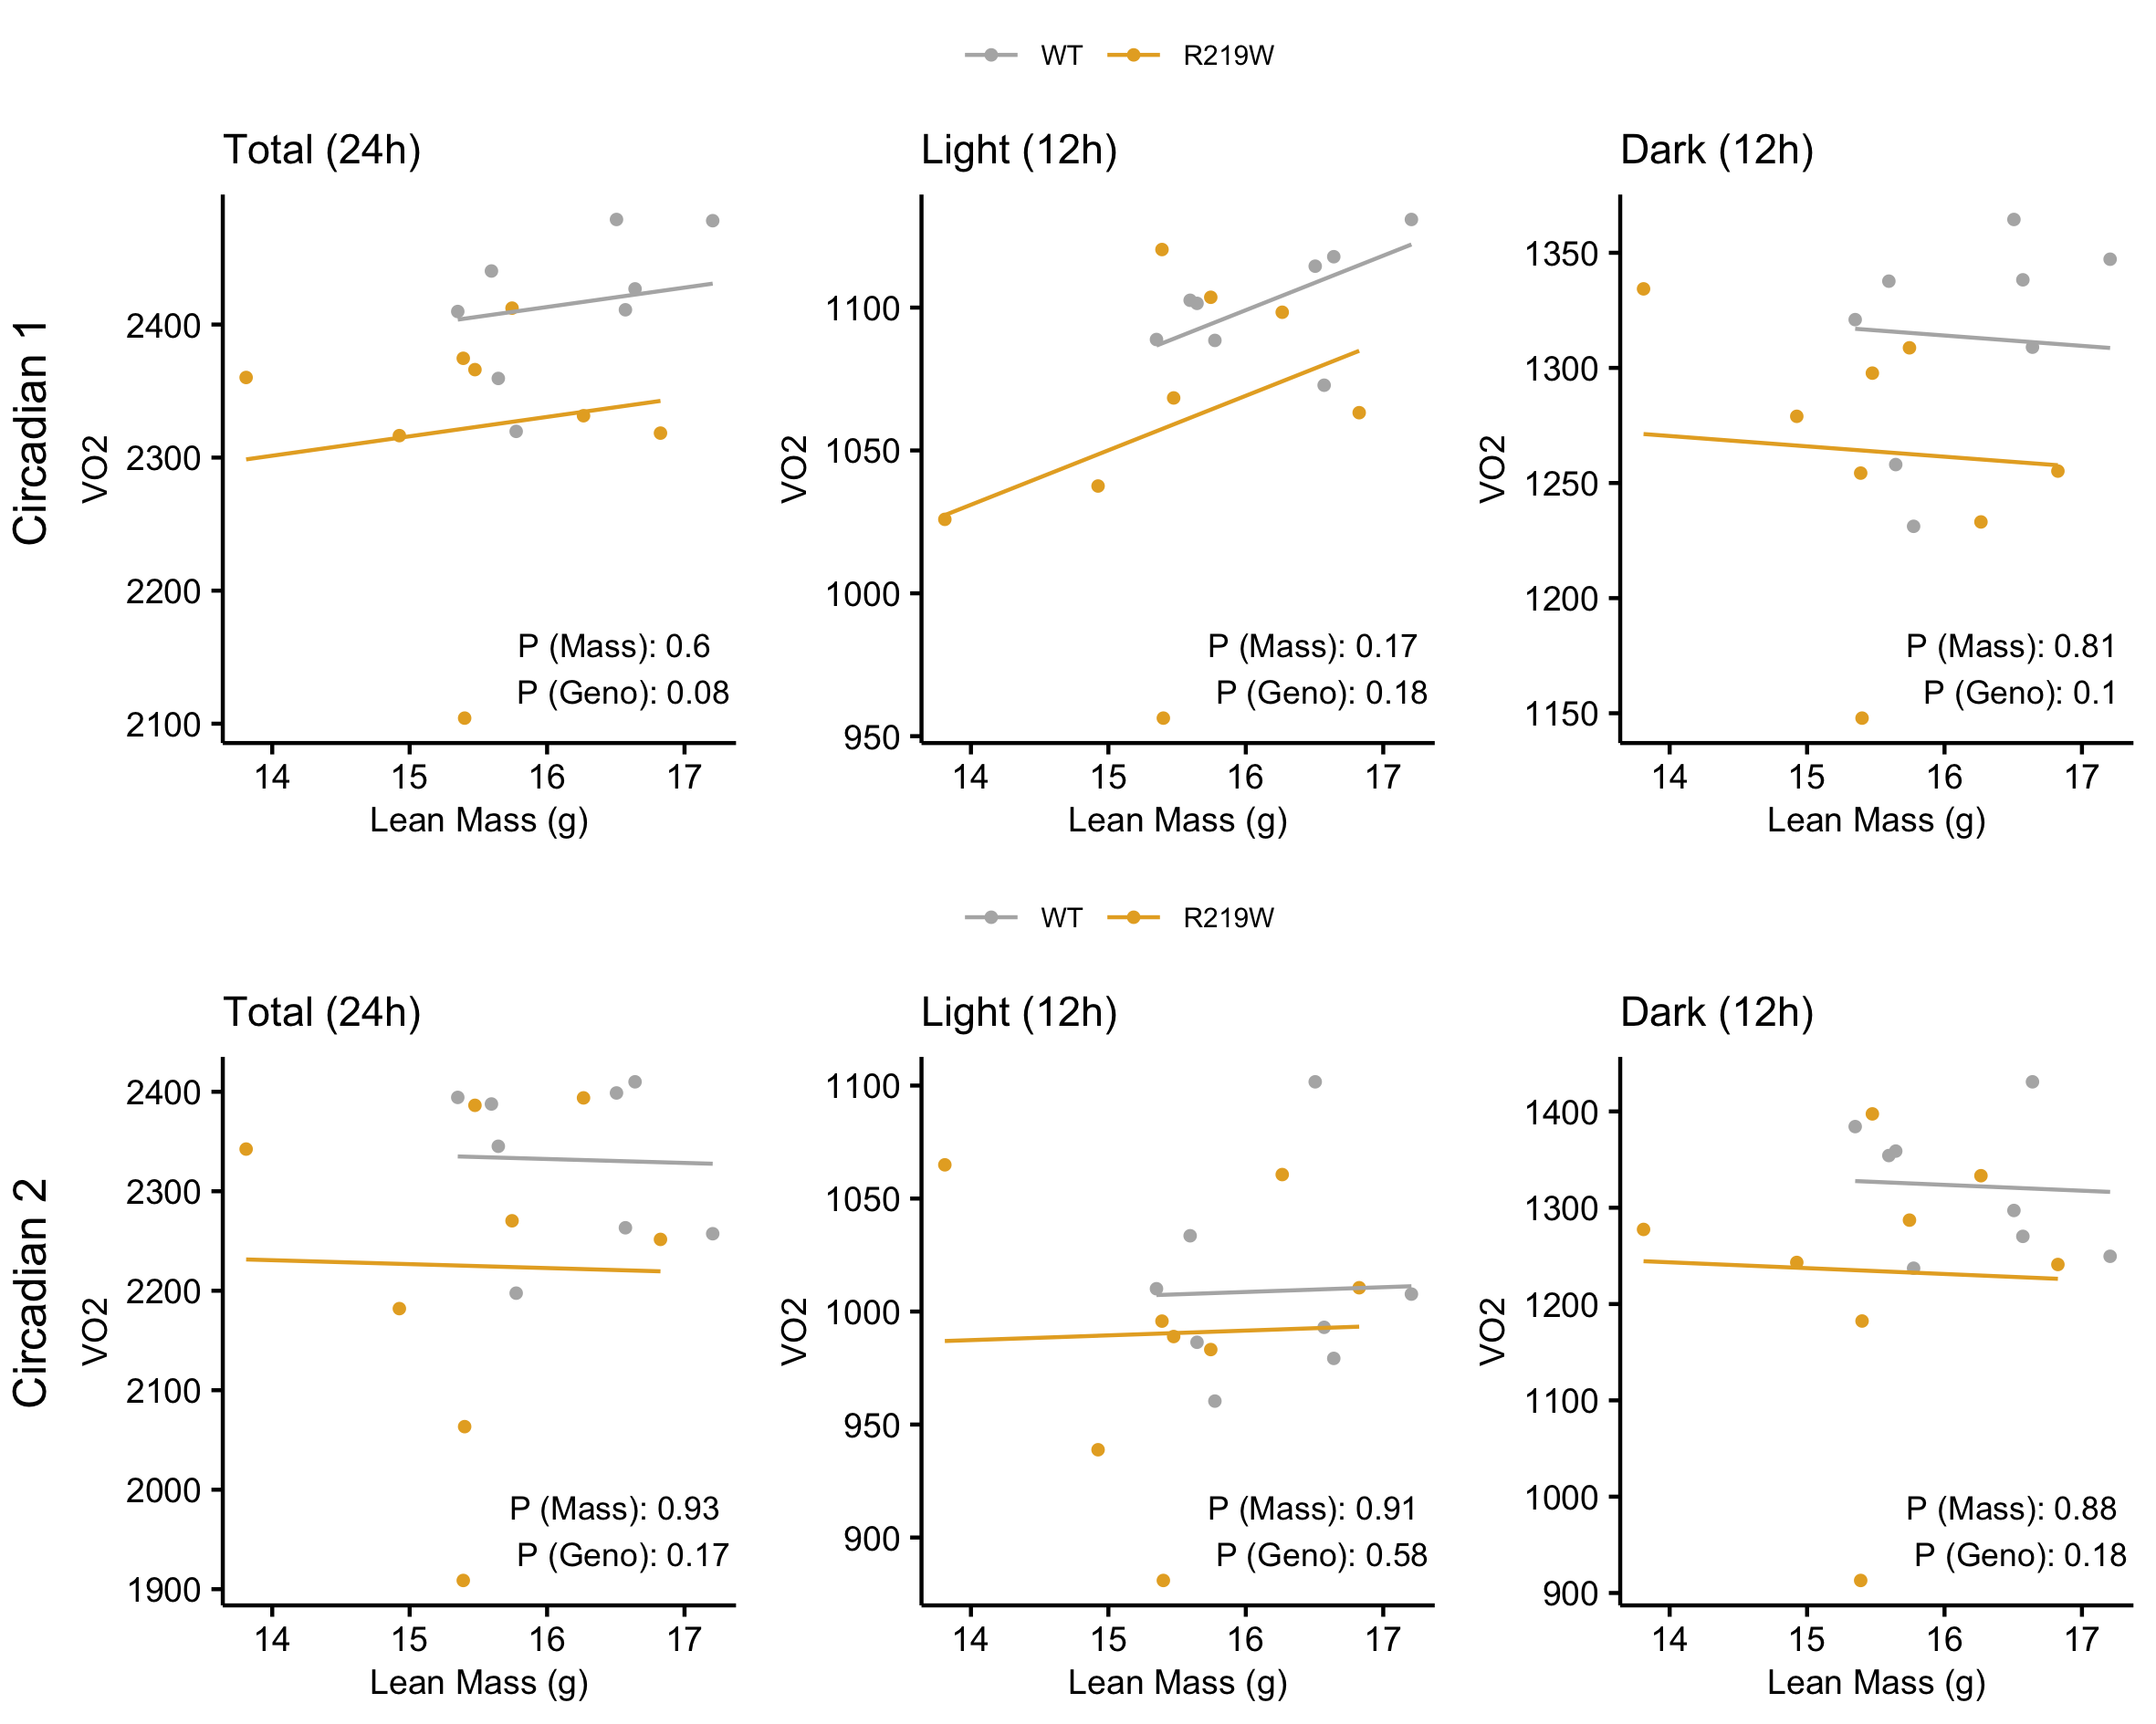 WT R219W
Circadian 1
Total (24h)
VO2
2400
2300
2200
2100
P (Mass): 0.6
P (Geno): 0.08
14 15 16 17
Lean Mass (g)
Light (12h)
VO2
1100
1050
1000
950
P (Mass): 0.17
P (Geno): 0.18
14 15 16 17
Lean Mass (g)
Dark (12h)
VO2
1350
1300
1250
1200
1150
P (Mass): 0.81
P (Geno): 0.1
14 15 16 17
Lean Mass (g)
WT R219W
Circadian 2
Total (24h)
VO2
2400
2300
2200
2100
2000
1900
P (Mass): 0.93
P (Geno): 0.17
14 15 16 17
Lean Mass (g)
Light (12h)
VO2
1100
1050
1000
950
900
P (Mass): 0.91
P (Geno): 0.58
14 15 16 17
Lean Mass (g)
Dark (12h)
VO2
1400
1300
1200
1100
1000
900
P (Mass): 0.88
P (Geno): 0.18
14 15 16 17
Lean Mass (g)